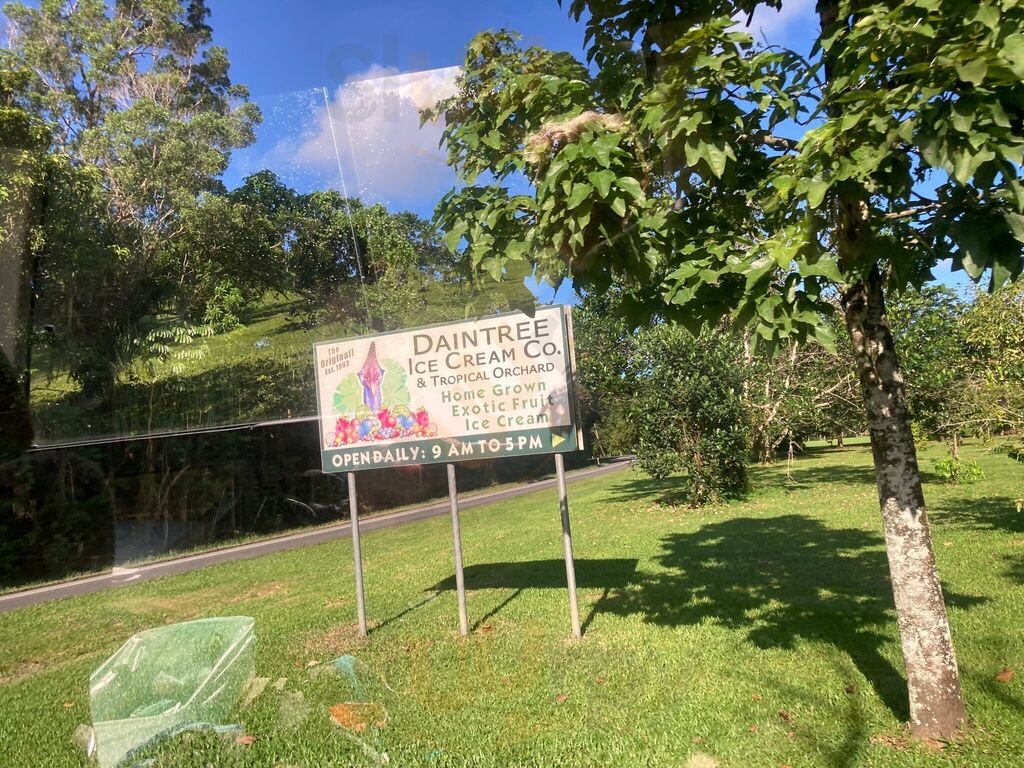 The
Original!
Est. 1993
DAINTREE
ICE CREAM CO.
& TROPICAL ORCHARD
Home Grown
Exotic Fruit
Ice Cream
OPEN DAILY: 9 AM TO 5 PM